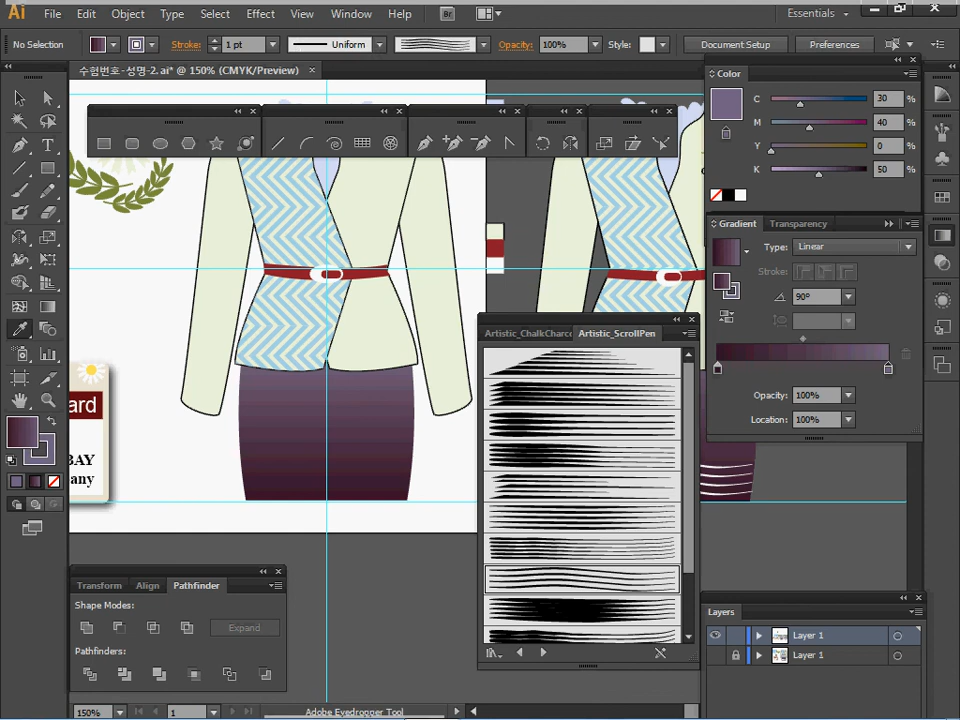 Ai File Edit Object Type Select Effect View Window Help Br Essentials
No Selection Stroke: 1 pt Uniform Opacity: 100% Style: Document Setup Preferences
수험번호-성명-2.ai* @ 150% (CMYK/Preview)
Color
C 30 %
M 40 %
Y 0 %
K 50 %
Gradient Transparency
Type: Linear
Stroke:
90°
Opacity: 100%
Location: 100%
Artistic_ChalkCharc Artistic_ScrollPen
ard
BAY
any
Transform Align Pathfinder
Shape Modes:
Expand
Pathfinders:
Layers
Layer 1
Layer 1
150% 1 Adobe Eyedropper Tool